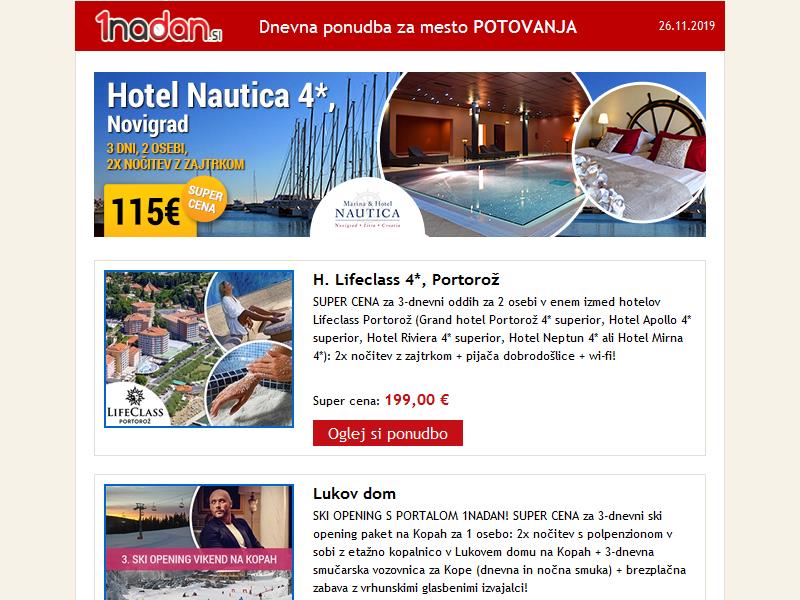 1nadan.si
Dnevna ponudba za mesto POTOVANJA
26.11.2019
Hotel Nautica 4*,
Novigrad
3 DNI, 2 OSEBI,
2X NOČITEV Z ZAJTRKOM
115€
SUPER
CENA
Marina & Hotel
NAUTICA
Novigrad • Istra • Croatia
H. Lifeclass 4*, Portorož
SUPER CENA za 3-dnevni oddih za 2 osebi v enem izmed hotelov
Lifeclass Portorož (Grand hotel Portorož 4* superior, Hotel Apollo 4*
superior, Hotel Riviera 4* superior, Hotel Neptun 4* ali Hotel Mirna
4*): 2x nočitev z zajtrkom + pijača dobrodošlice + wi-fi!
Super cena: 199,00 €
Oglej si ponudbo
LIFECLASS
PORTOROŽ
Lukov dom
SKI OPENING S PORTALOM 1NADAN! SUPER CENA za 3-dnevni ski
opening paket na Kopah za 1 osebo: 2x nočitev s polpenzionom v
sobi z etažno kopalnico v Lukovem domu na Kopah + 3-dnevna
smučarska vozovnica za Kope (dnevna in nočna smuka) + brezplačna
zabava z vrhunskimi glasbenimi izvajalci!
3. SKI OPENING VIKEND NA KOPAH